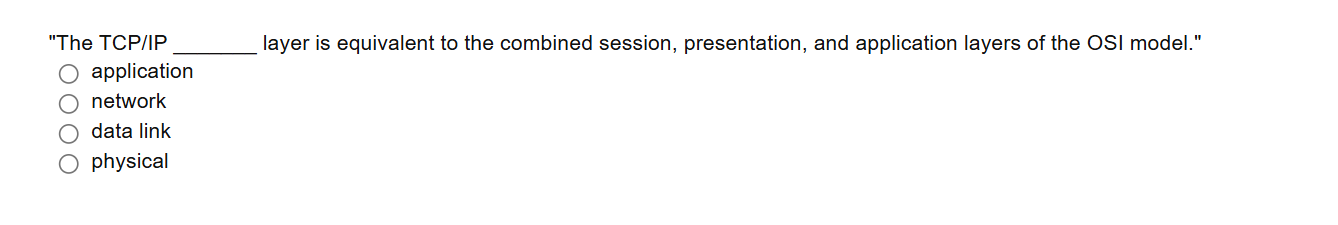 "The TCP/IP ________ layer is equivalent to the combined session, presentation, and application layers of the OSI model."
application
network
data link
physical